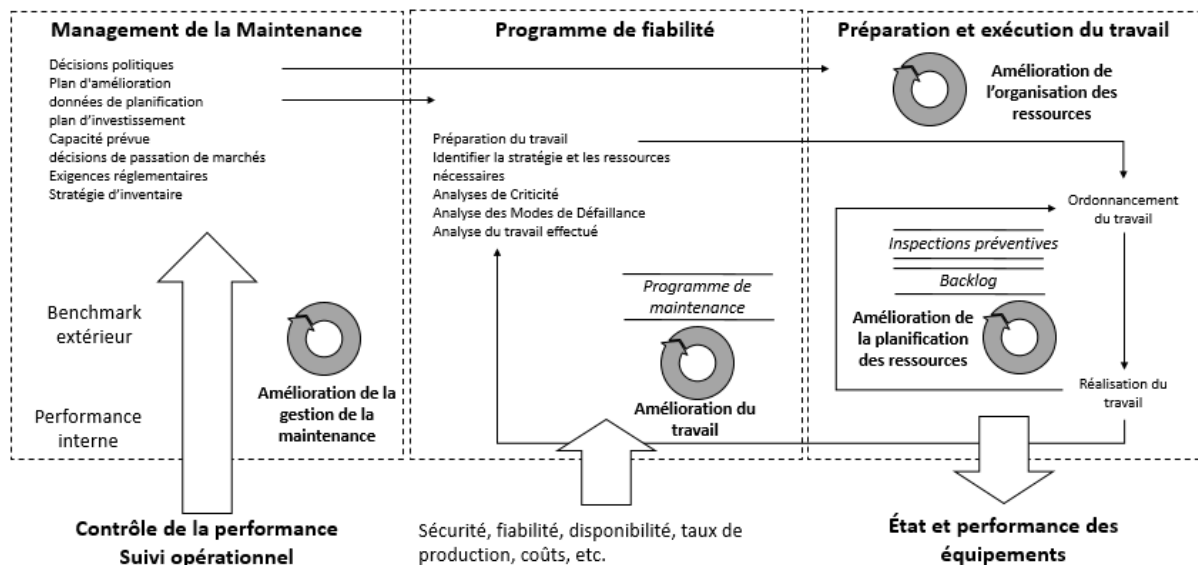 Management de la Maintenance
Décisions politiques
Plan d'amélioration
données de planification
plan d'investissement
Capacité prévue
décisions de passation de marchés
Exigences réglementaires
Stratégie d'inventaire
Benchmark
extérieur
Amélioration de la
gestion de la
maintenance
Performance
interne
Contrôle de la performance
Suivi opérationnel
Programme de fiabilité
Préparation du travail
Identifier la stratégie et les ressources
nécessaires
Analyses de Criticité
Analyse des Modes de Défaillance
Analyse du travail effectué
Programme de
maintenance
Amélioration du
travail
Sécurité, fiabilité, disponibilité, taux de
production, coûts, etc.
Préparation et exécution du travail
Amélioration de
l'organisation des
ressources
Ordonnancement
du travail
Inspections préventives
Backlog
Amélioration de
la planification
des ressources
Réalisation du
travail
État et performance des
équipements